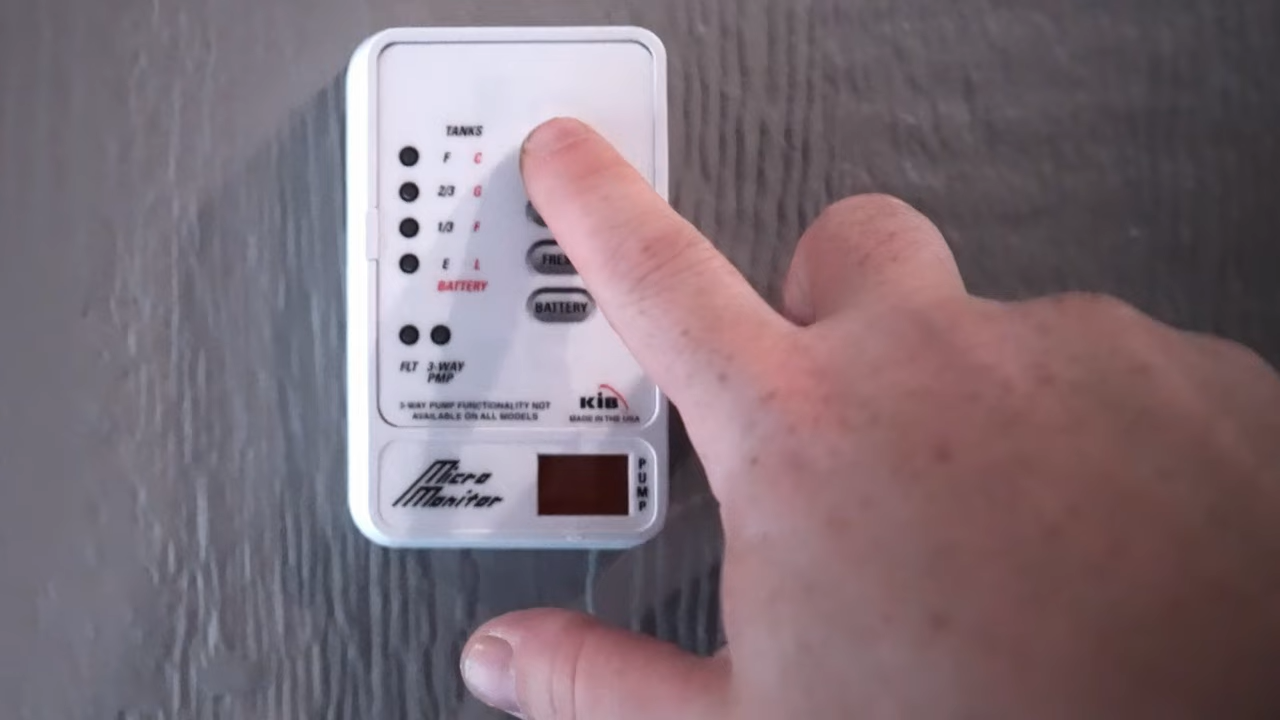 TANKS
F C
2/3 G
1/3 F
E L
BATTERY
BATTERY
FLT 3-WAY
PMP
3-WAY PUMP FUNCTIONALITY NOT
AVAILABLE ON ALL MODELS
KIB
MADE IN THE USA
Micro
Monitor
PUMP